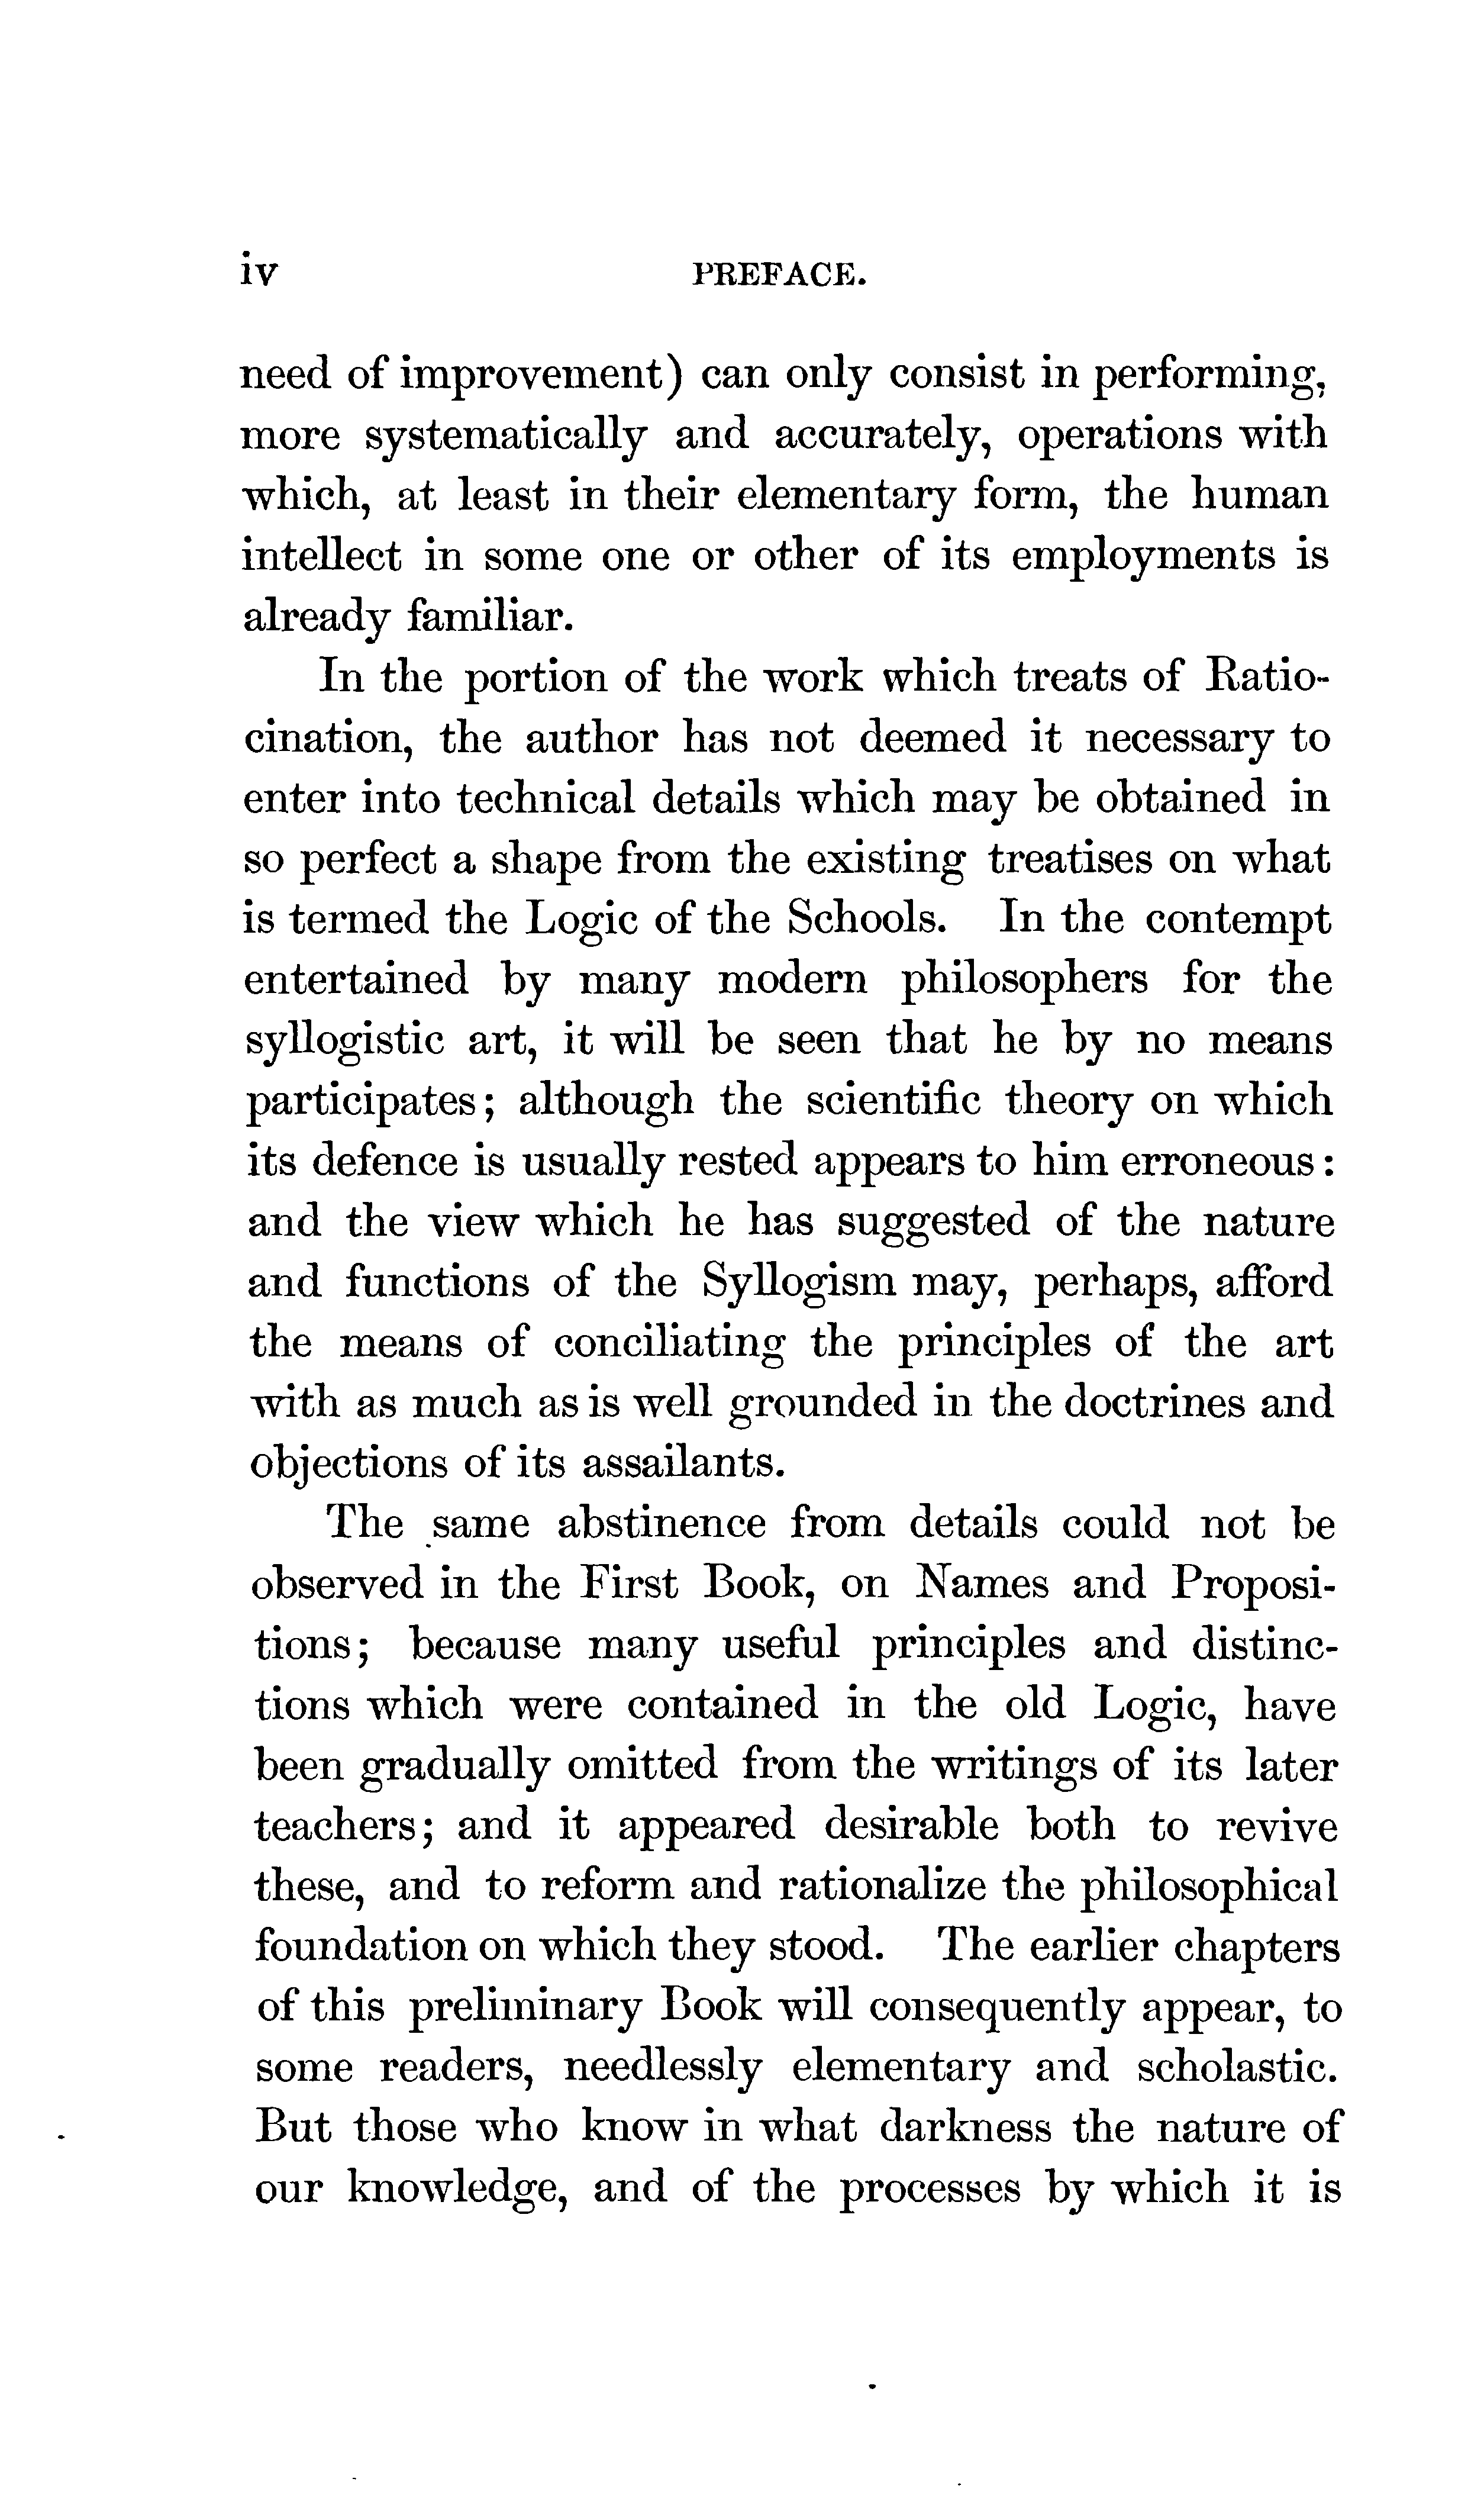 iv PREFACE.
need of improvement) can only consist in performing,
more systematically and accurately, operations with
which, at least in their elementary form, the human
intellect in some one or other of its employments is
already familiar.
In the portion of the work which treats of Ratio-
cination, the author has not deemed it necessary to
enter into technical details which may be obtained in
so perfect a shape from the existing treatises on what
is termed the Logic of the Schools. In the contempt
entertained by many modern philosophers for the
syllogistic art, it will be seen that he by no means
participates; although the scientific theory on which
its defence is usually rested appears to him erroneous:
and the view which he has suggested of the nature
and functions of the Syllogism may, perhaps, afford
the means of conciliating the principles of the art
with as much as is well grounded in the doctrines and
objections of its assailants.
The same abstinence from details could not be
observed in the First Book, on Names and Proposi-
tions; because many useful principles and distinc-
tions which were contained in the old Logic, have
been gradually omitted from the writings of its later
teachers; and it appeared desirable both to revive
these, and to reform and rationalize the philosophical
foundation on which they stood. The earlier chapters
of this preliminary Book will consequently appear, to
some readers, needlessly elementary and scholastic.
But those who know in what darkness the nature of
our knowledge, and of the processes by which it is